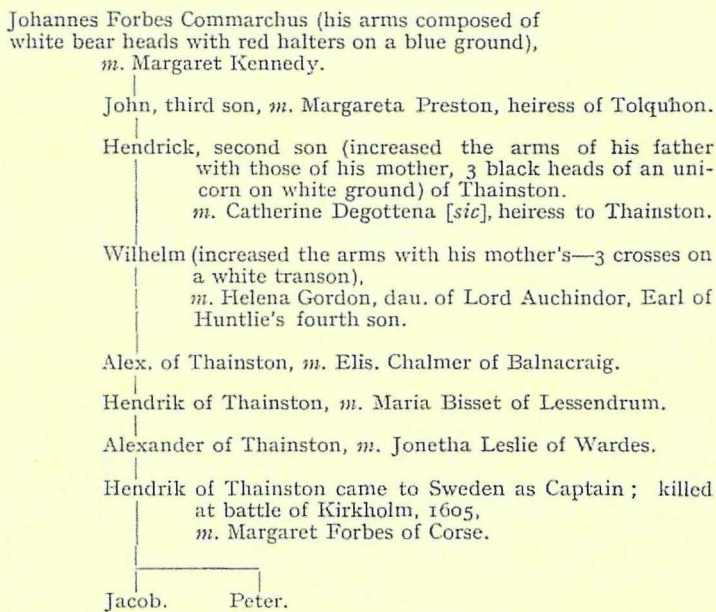 Johannes Forbes Commarchus (his arms composed of
white bear heads with red halters on a blue ground),
m. Margaret Kennedy.
John, third son, m. Margareta Preston, heiress of Tolquhon.
Hendrick, second son (increased the arms of his father
with those of his mother, 3 black heads of an uni-
corn on white ground) of Thainston.
m. Catherine Degottena [sic], heiress to Thainston.
Wilhelm (increased the arms with his mother's—3 crosses on
a white transon),
m. Helena Gordon, dau. of Lord Auchindor, Earl of
Huntlie's fourth son.
Alex. of Thainston, m. Elis. Chalmer of Balnacraig.
Hendrik of Thainston, m. Maria Bisset of Lessendrum.
Alexander of Thainston, m. Jonetha Leslie of Wardes.
Hendrik of Thainston came to Sweden as Captain ; killed
at battle of Kirkholm, 1605,
m. Margaret Forbes of Corse.
Jacob. Peter.